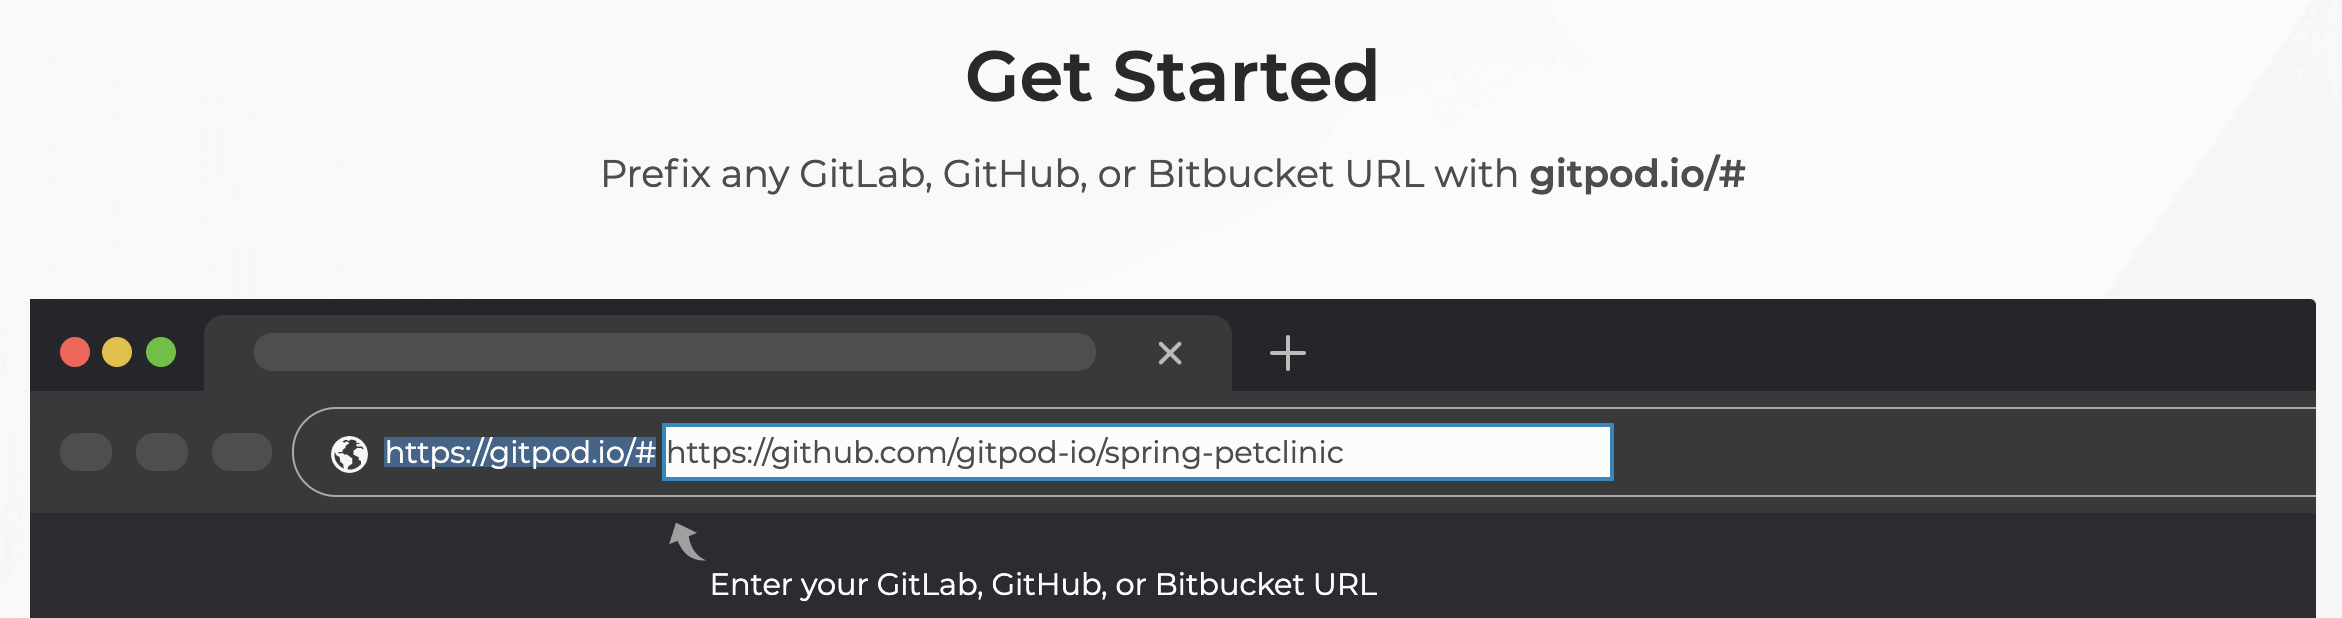 Get Started
Prefix any GitLab, GitHub, or Bitbucket URL with gitpod.io/#
https://gitpod.io/# https://github.com/gitpod-io/spring-petclinic
Enter your GitLab, GitHub, or Bitbucket URL